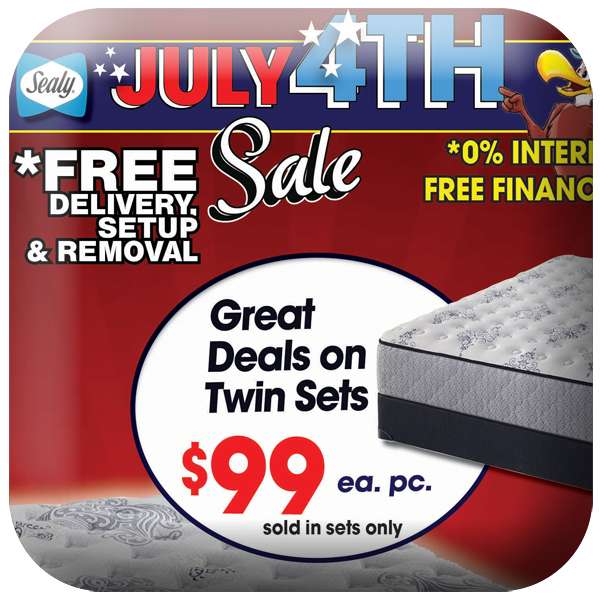 Sealy.
JULY 4TH
Sale
*FREE
DELIVERY,
SETUP
& REMOVAL
*0% INTER
FREE FINANC
Great
Deals on
Twin Sets
$99 ea. pc.
sold in sets only